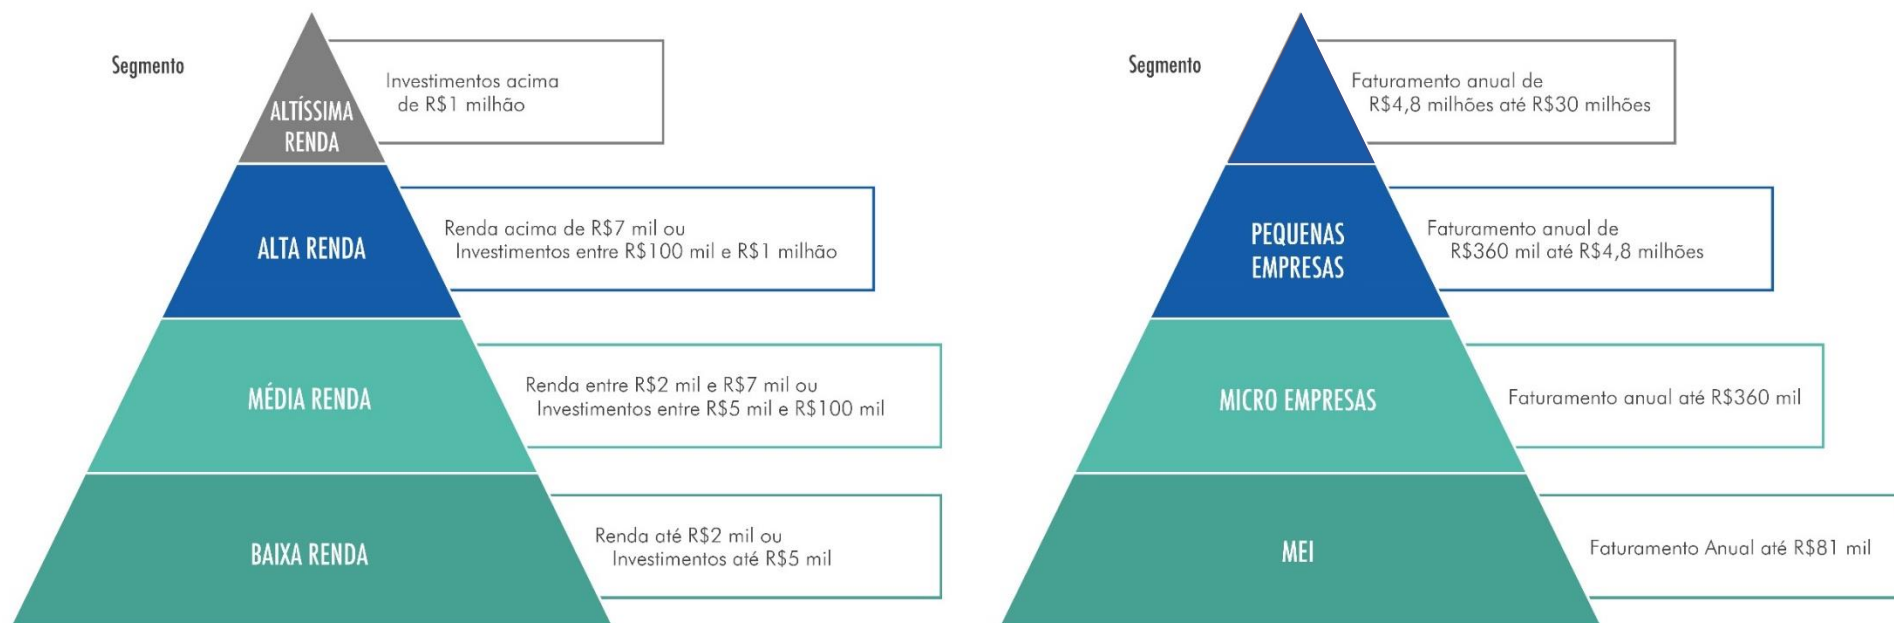 Segmento
ALTÍSSIMA
RENDA
Investimentos acima
de R$1 milhão
ALTA RENDA
Renda acima de R$7 mil ou
Investimentos entre R$100 mil e R$1 milhão
MÉDIA RENDA
Renda entre R$2 mil e R$7 mil ou
Investimentos entre R$5 mil e R$100 mil
BAIXA RENDA
Renda até R$2 mil ou
Investimentos até R$5 mil
Segmento
Faturamento anual de
R$4,8 milhões até R$30 milhões
PEQUENAS
EMPRESAS
Faturamento anual de
R$360 mil até R$4,8 milhões
MICRO EMPRESAS
Faturamento anual até R$360 mil
MEI
Faturamento Anual até R$81 mil